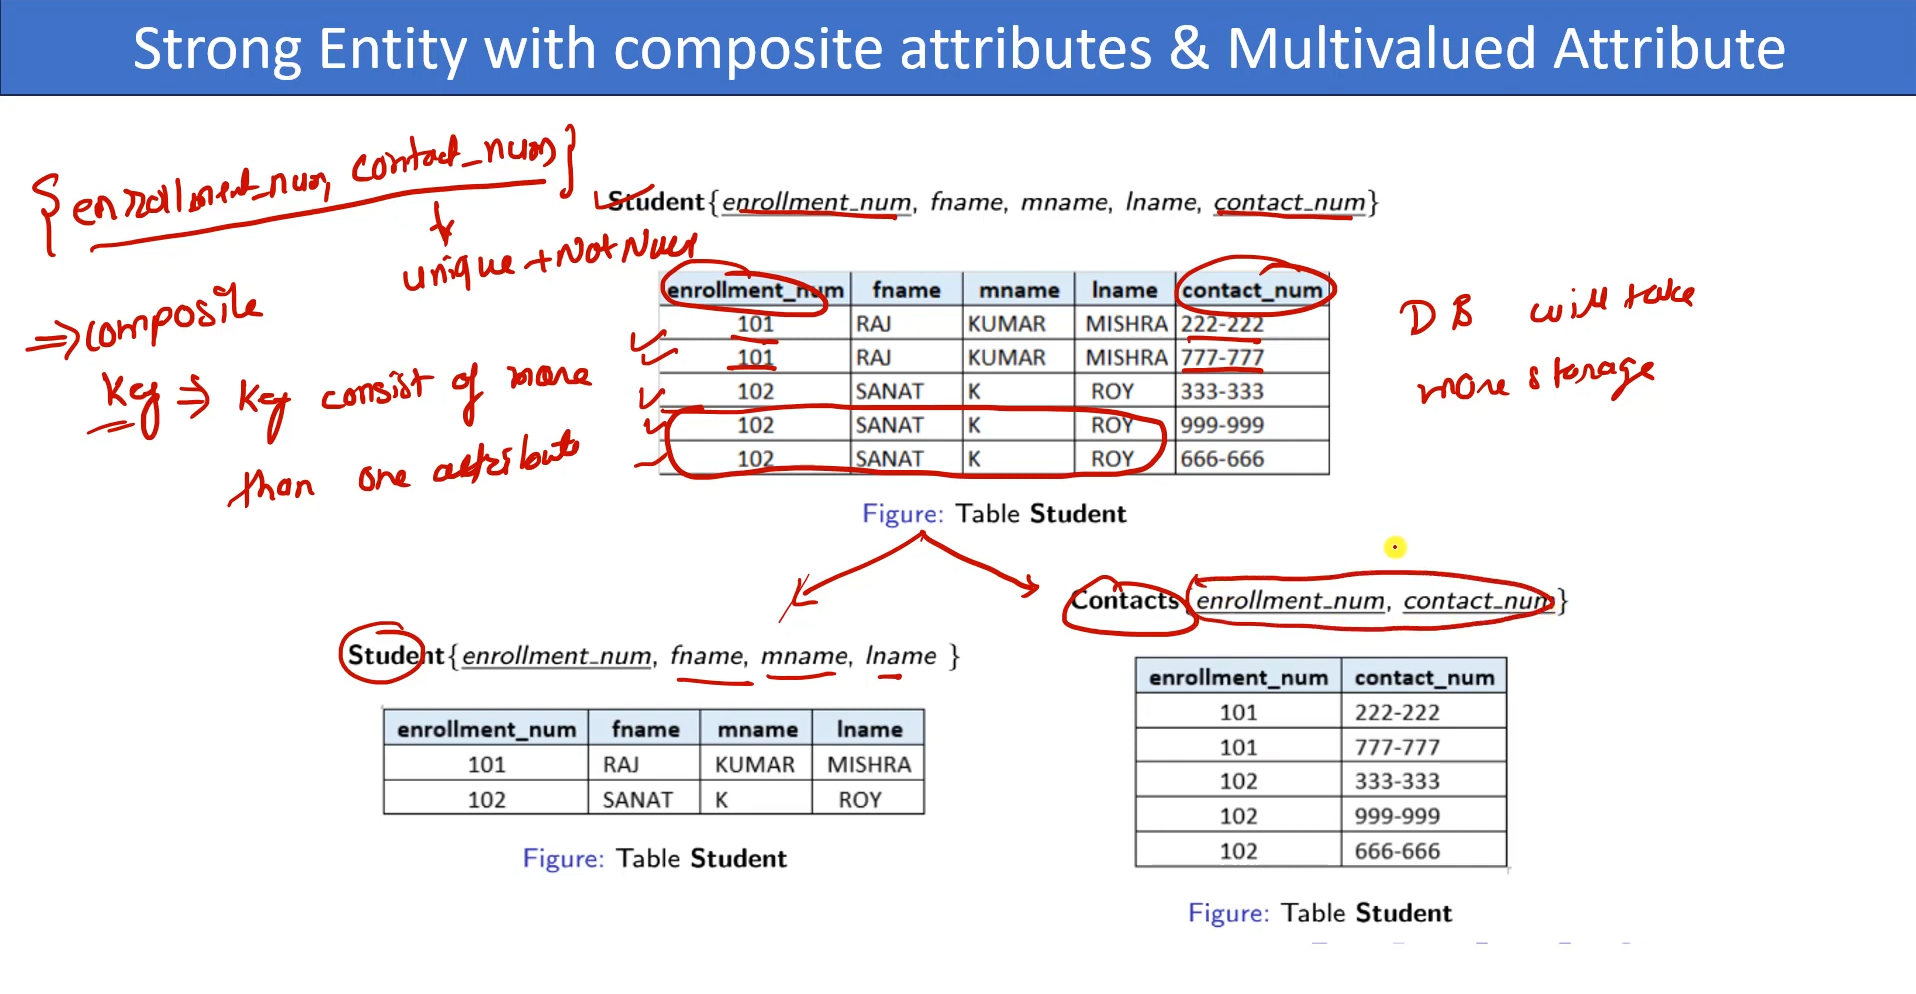 Strong Entity with composite attributes & Multivalued Attribute
{enrollment_num, contact_num}
unique + Not Null
⇒ composite
Key ⇒ Key consist of more
than one attribute
Student{enrollment_num, fname, mname, lname, contact_num}
enrollment_num fname mname lname contact_num
101 RAJ KUMAR MISHRA 222-222
101 RAJ KUMAR MISHRA 777-777
102 SANAT K ROY 333-333
102 SANAT K ROY 999-999
102 SANAT K ROY 666-666
Figure: Table Student
DB will take
more storage
Student{enrollment_num, fname, mname, lname }
enrollment_num fname mname lname
101 RAJ KUMAR MISHRA
102 SANAT K ROY
Figure: Table Student
Contacts{enrollment_num, contact_num}
enrollment_num contact_num
101 222-222
101 777-777
102 333-333
102 999-999
102 666-666
Figure: Table Student